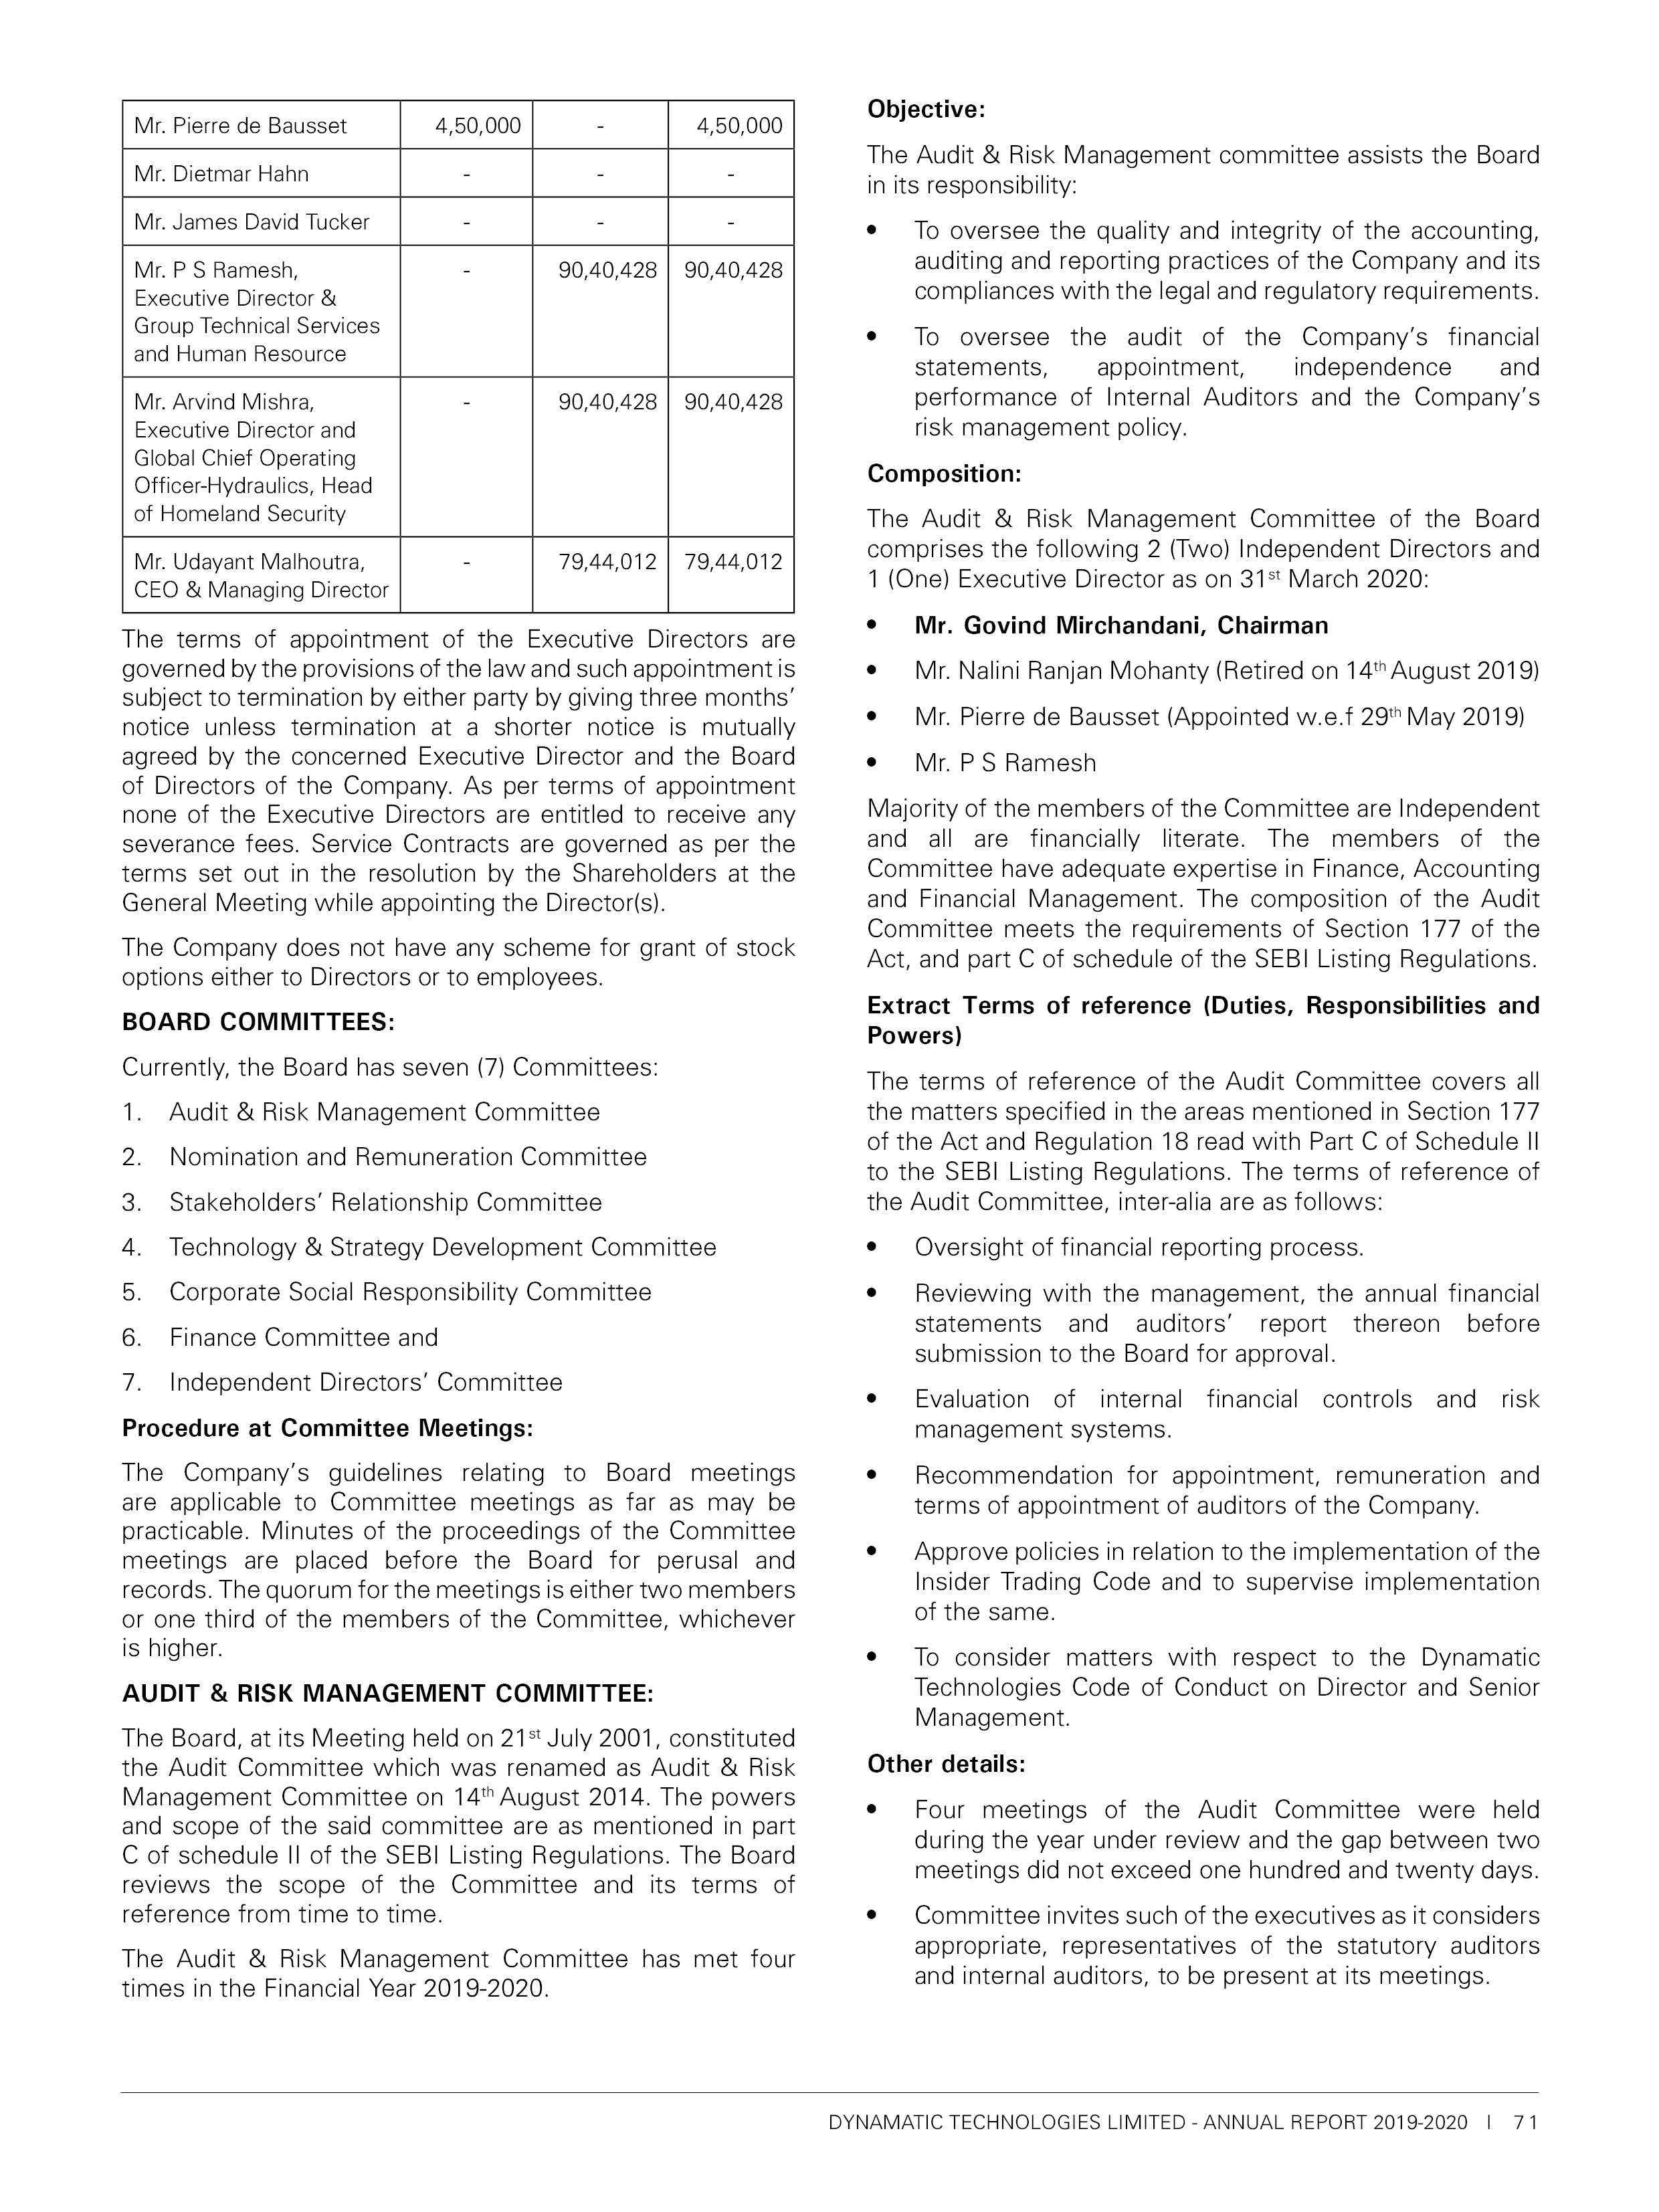 Mr. Pierre de Bausset 4,50,000 - 4,50,000
Mr. Dietmar Hahn - - -
Mr. James David Tucker - - -
Mr. P S Ramesh, - 90,40,428 90,40,428
Executive Director &
Group Technical Services
and Human Resource
Mr. Arvind Mishra, - 90,40,428 90,40,428
Executive Director and
Global Chief Operating
Officer-Hydraulics, Head
of Homeland Security
Mr. Udayant Malhoutra, - 79,44,012 79,44,012
CEO & Managing Director
The terms of appointment of the Executive Directors are
governed by the provisions of the law and such appointment is
subject to termination by either party by giving three months’
notice unless termination at a shorter notice is mutually
agreed by the concerned Executive Director and the Board
of Directors of the Company. As per terms of appointment
none of the Executive Directors are entitled to receive any
severance fees. Service Contracts are governed as per the
terms set out in the resolution by the Shareholders at the
General Meeting while appointing the Director(s).
The Company does not have any scheme for grant of stock
options either to Directors or to employees.
BOARD COMMITTEES:
Currently, the Board has seven (7) Committees:
1. Audit & Risk Management Committee
2. Nomination and Remuneration Committee
3. Stakeholders’ Relationship Committee
4. Technology & Strategy Development Committee
5. Corporate Social Responsibility Committee
6. Finance Committee and
7. Independent Directors’ Committee
Procedure at Committee Meetings:
The Company’s guidelines relating to Board meetings
are applicable to Committee meetings as far as may be
practicable. Minutes of the proceedings of the Committee
meetings are placed before the Board for perusal and
records. The quorum for the meetings is either two members
or one third of the members of the Committee, whichever
is higher.
AUDIT & RISK MANAGEMENT COMMITTEE:
The Board, at its Meeting held on 21st July 2001, constituted
the Audit Committee which was renamed as Audit & Risk
Management Committee on 14th August 2014. The powers
and scope of the said committee are as mentioned in part
C of schedule II of the SEBI Listing Regulations. The Board
reviews the scope of the Committee and its terms of
reference from time to time.
The Audit & Risk Management Committee has met four
times in the Financial Year 2019-2020.
Objective:
The Audit & Risk Management committee assists the Board
in its responsibility:
• To oversee the quality and integrity of the accounting,
auditing and reporting practices of the Company and its
compliances with the legal and regulatory requirements.
• To oversee the audit of the Company’s financial
statements, appointment, independence and
performance of Internal Auditors and the Company’s
risk management policy.
Composition:
The Audit & Risk Management Committee of the Board
comprises the following 2 (Two) Independent Directors and
1 (One) Executive Director as on 31st March 2020:
• Mr. Govind Mirchandani, Chairman
• Mr. Nalini Ranjan Mohanty (Retired on 14th August 2019)
• Mr. Pierre de Bausset (Appointed w.e.f 29th May 2019)
• Mr. P S Ramesh
Majority of the members of the Committee are Independent
and all are financially literate. The members of the
Committee have adequate expertise in Finance, Accounting
and Financial Management. The composition of the Audit
Committee meets the requirements of Section 177 of the
Act, and part C of schedule of the SEBI Listing Regulations.
Extract Terms of reference (Duties, Responsibilities and
Powers)
The terms of reference of the Audit Committee covers all
the matters specified in the areas mentioned in Section 177
of the Act and Regulation 18 read with Part C of Schedule II
to the SEBI Listing Regulations. The terms of reference of
the Audit Committee, inter-alia are as follows:
• Oversight of financial reporting process.
• Reviewing with the management, the annual financial
statements and auditors’ report thereon before
submission to the Board for approval.
• Evaluation of internal financial controls and risk
management systems.
• Recommendation for appointment, remuneration and
terms of appointment of auditors of the Company.
• Approve policies in relation to the implementation of the
Insider Trading Code and to supervise implementation
of the same.
• To consider matters with respect to the Dynamatic
Technologies Code of Conduct on Director and Senior
Management.
Other details:
• Four meetings of the Audit Committee were held
during the year under review and the gap between two
meetings did not exceed one hundred and twenty days.
• Committee invites such of the executives as it considers
appropriate, representatives of the statutory auditors
and internal auditors, to be present at its meetings.
DYNAMATIC TECHNOLOGIES LIMITED - ANNUAL REPORT 2019-2020 | 71